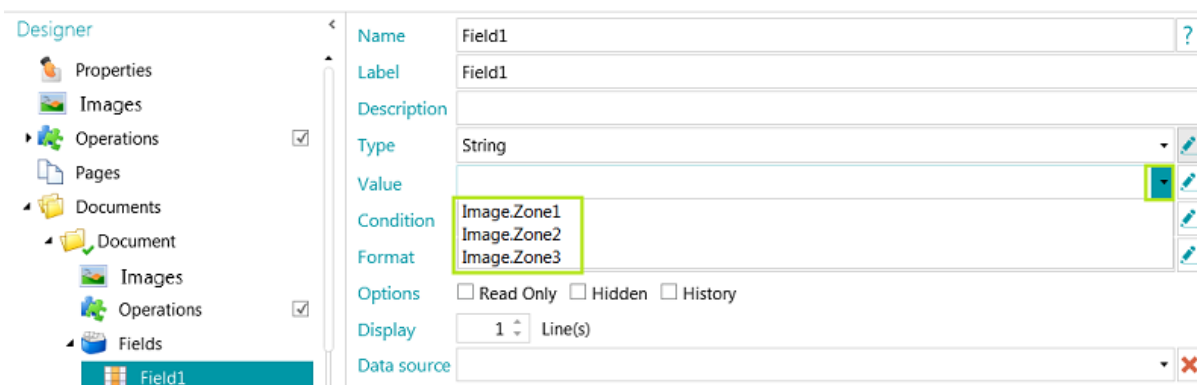 Designer
Properties
Images
Operations
Pages
Documents
Document
Images
Operations
Fields
Field1
Name Field1 ?
Label Field1
Description
Type String
Value
Condition Image.Zone1
Image.Zone2
Format Image.Zone3
Options Read Only Hidden History
Display 1 Line(s)
Data source